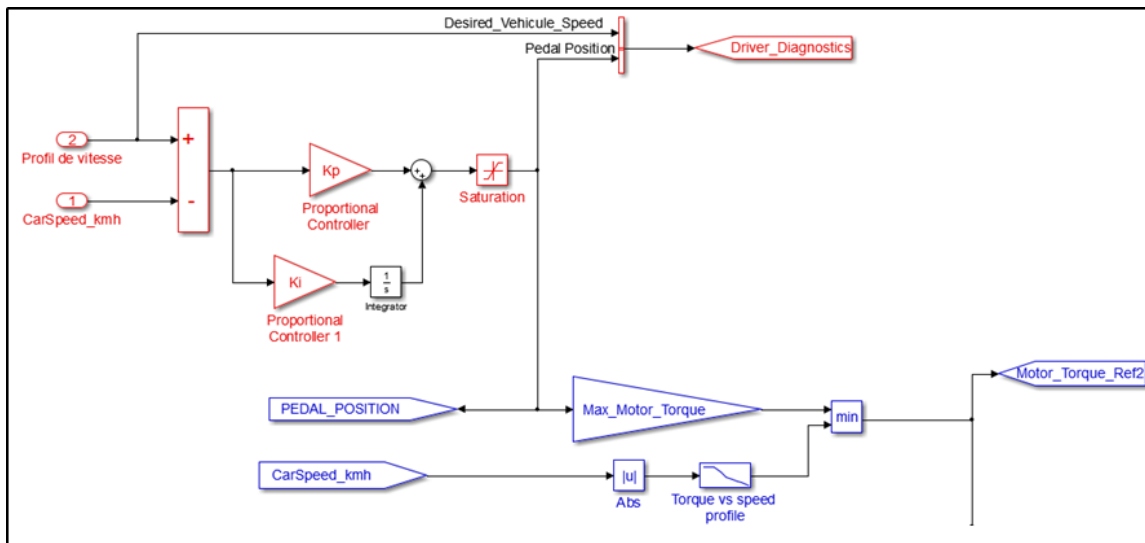 Desired_Vehicule_Speed
Pedal Position
Driver_Diagnostics
2
Profil de vitesse
+
-
1
CarSpeed_kmh
Kp
Proportional
Controller
+
+
Saturation
Ki
Proportional
Controller 1
1
s
Integrator
PEDAL_POSITION
Max_Motor_Torque
min
Motor_Torque_Ref2
CarSpeed_kmh
|u|
Abs
Torque vs speed
profile